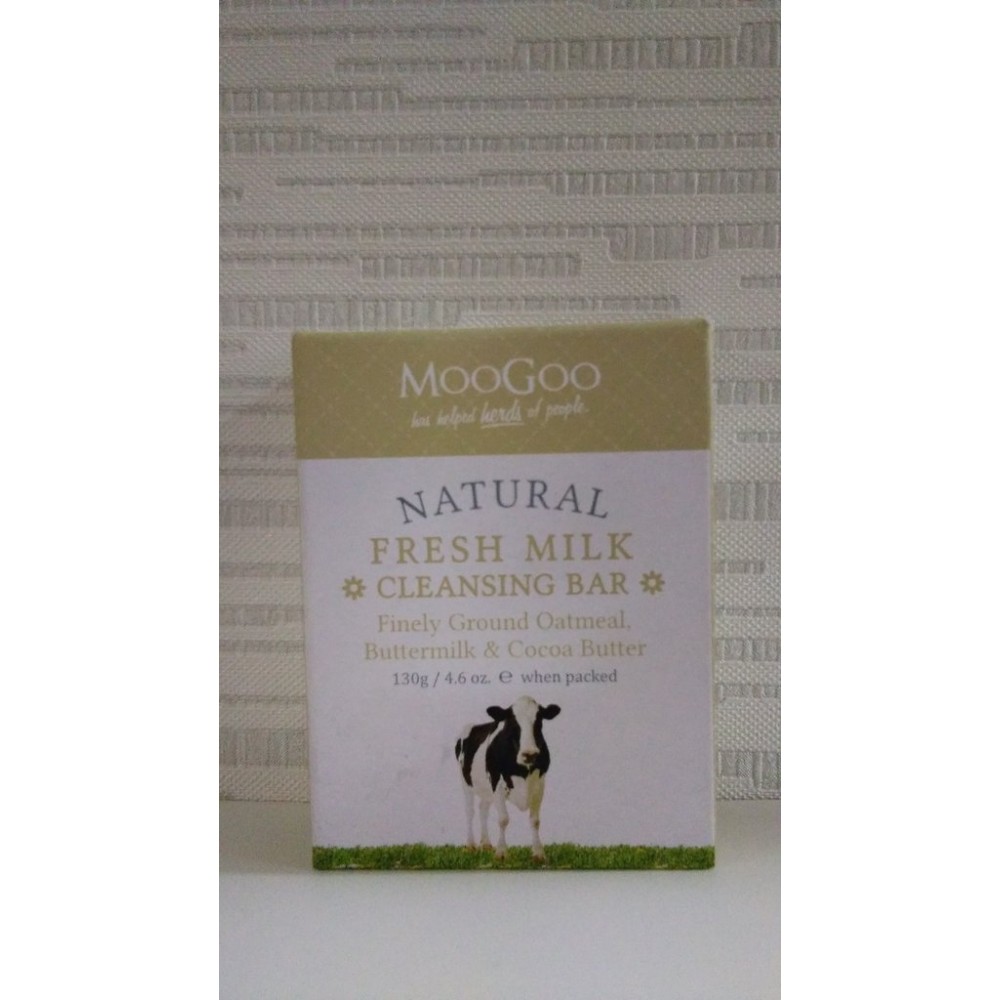 MooGoo
has helped herds of people.
NATURAL
FRESH MILK
CLEANSING BAR
Finely Ground Oatmeal,
Buttermilk & Cocoa Butter
130g / 4.6 oz. ℮ when packed